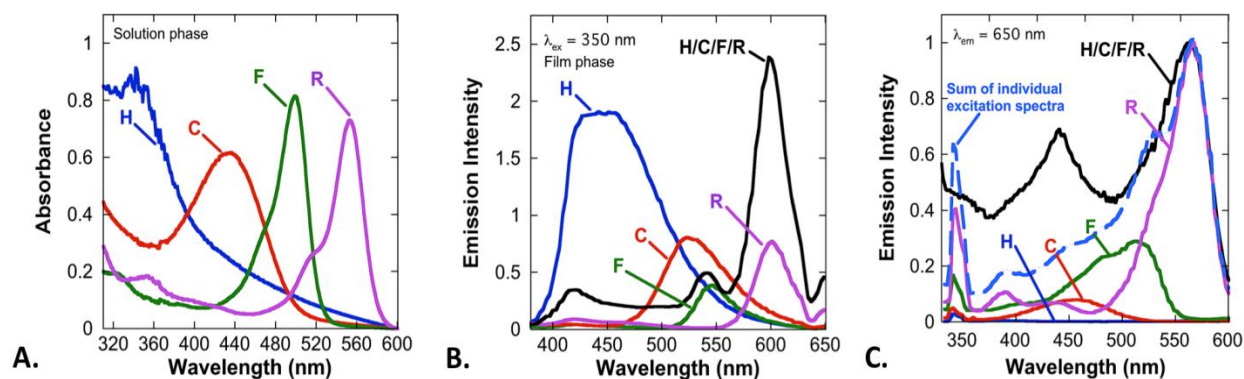 Solution phase
H
C
F
R
Absorbance
1
0.8
0.6
0.4
0.2
0
320 360 400 440 480 520 560 600
Wavelength (nm)
A.
λex = 350 nm
Film phase
H/C/F/R
H
C
F
R
Emission Intensity
2.5
2
1.5
1
0.5
0
400 450 500 550 600 650
Wavelength (nm)
B.
λem = 650 nm
H/C/F/R
Sum of individual
excitation spectra
R
F
H
C
Emission Intensity
1
0.8
0.6
0.4
0.2
0
350 400 450 500 550 600
Wavelength (nm)
C.